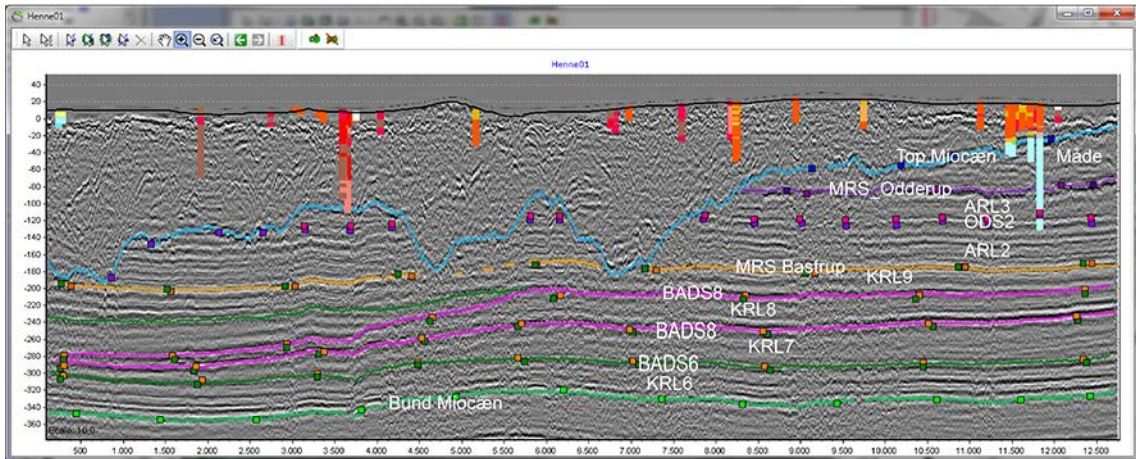 Henne01
Henne01
40
20
0
-20
-40
-60
-80
-100
-120
-140
-160
-180
-200
-220
-240
-260
-280
-300
-320
-340
-360
Top Miocæn
Måde
MRS_Odderup
ARL3
ODS2
ARL2
MRS Bastrup
KRL9
BADS8
KRL8
BADS8
KRL7
BADS6
KRL6
Bund Miocæn
Scale: 10,0
500 1.000 1.500 2.000 2.500 3.000 3.500 4.000 4.500 5.000 5.500 6.000 6.500 7.000 7.500 8.000 8.500 9.000 9.500 10.000 10.500 11.000 11.500 12.000 12.500